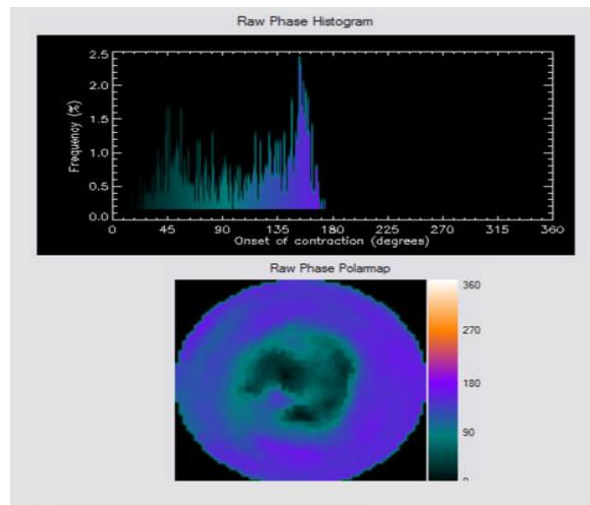 Raw Phase Histogram
2.5
2.0
1.5
1.0
0.5
0.0
Frequency (%)
0 45 90 135 180 225 270 315 360
Onset of contraction (degrees)
Raw Phase Polarmap
360
270
180
90